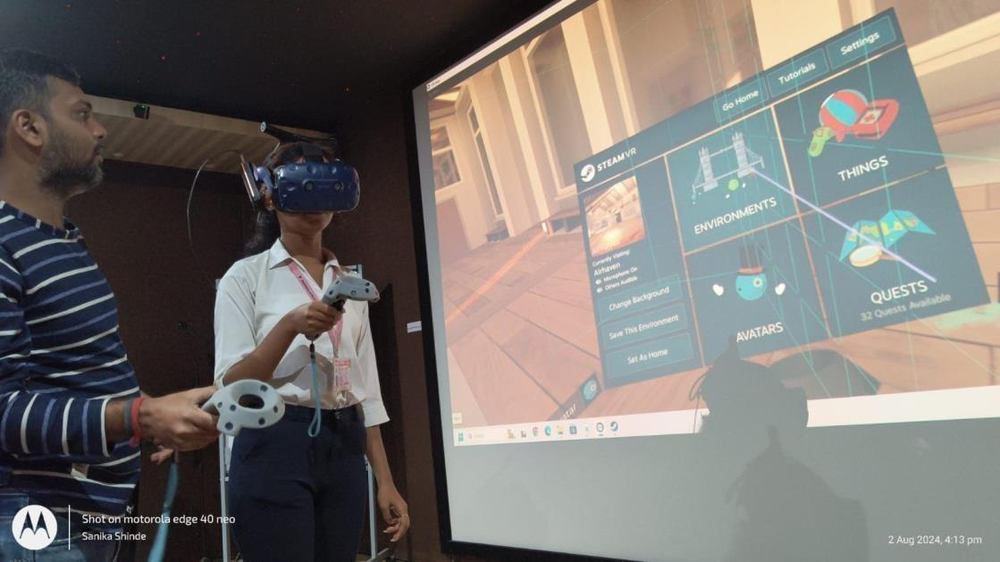 Settings
Tutorials
Go Home
STEAMVR
THINGS
ENVIRONMENTS
Currently Visiting:
Airhaven
Microphone On
Others Audible
Change Background
Save This Environment
Set As Home
AVATARS
QUESTS
32 Quests Available
Shot on motorola edge 40 neo
Sanika Shinde
2 Aug 2024, 4:13 pm